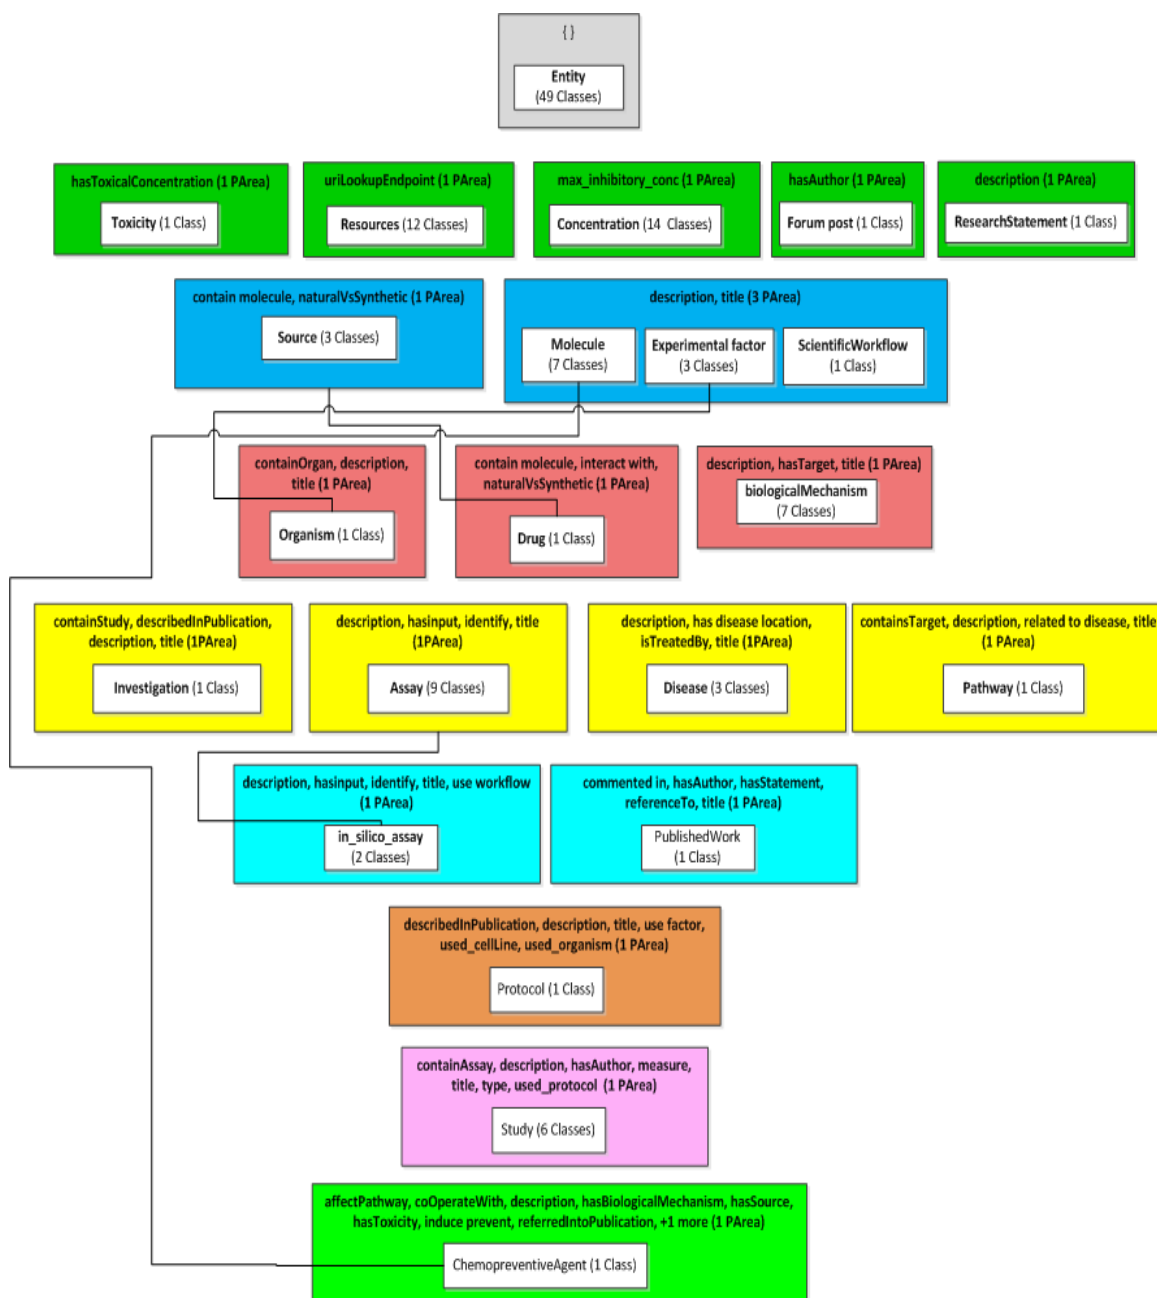 { }
Entity
(49 Classes)
hasToxicalConcentration (1 PArea)
Toxicity (1 Class)
uriLookupEndpoint (1 PArea)
Resources (12 Classes)
max_inhibitory_conc (1 PArea)
Concentration (14 Classes)
hasAuthor (1 PArea)
Forum post (1 Class)
description (1 PArea)
ResearchStatement (1 Class)
contain molecule, naturalVsSynthetic (1 PArea)
Source (3 Classes)
description, title (3 PArea)
Molecule
(7 Classes)
Experimental factor
(3 Classes)
ScientificWorkflow
(1 Class)
containOrgan, description,
title (1 PArea)
Organism (1 Class)
contain molecule, interact with,
naturalVsSynthetic (1 PArea)
Drug (1 Class)
description, hasTarget, title (1 PArea)
biologicalMechanism
(7 Classes)
containStudy, describedInPublication,
description, title (1PArea)
Investigation (1 Class)
description, hasinput, identify, title
(1PArea)
Assay (9 Classes)
description, has disease location,
isTreatedBy, title (1PArea)
Disease (3 Classes)
containsTarget, description, related to disease, title
(1 PArea)
Pathway (1 Class)
description, hasinput, identify, title, use workflow
(1 PArea)
in_silico_assay
(2 Classes)
commented in, hasAuthor, hasStatement,
referenceTo, title (1 PArea)
PublishedWork
(1 Class)
describedInPublication, description, title, use factor,
used_cellLine, used_organism (1 PArea)
Protocol (1 Class)
containAssay, description, hasAuthor, measure,
title, type, used_protocol (1 PArea)
Study (6 Classes)
affectPathway, coOperateWith, description, hasBiologicalMechanism, hasSource,
hasToxicity, induce prevent, referredIntoPublication, +1 more (1 PArea)
ChemopreventiveAgent (1 Class)